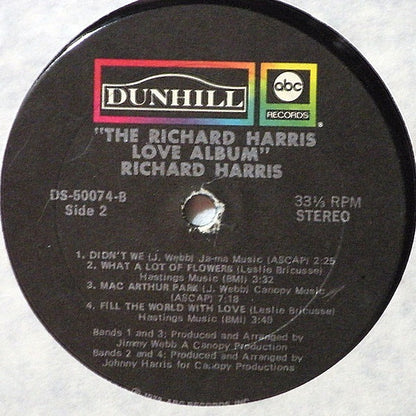 DUNHILL
abc
RECORDS
"THE RICHARD HARRIS
LOVE ALBUM"
RICHARD HARRIS
DS-50074-B
Side 2
33⅓ RPM
STEREO
1. DIDN'T WE (J. Webb) Ja-ma Music (ASCAP) 2:25
2. WHAT A LOT OF FLOWERS (Leslie Bricusse)
Hastings Music (BMI) 3:32
3. MAC ARTHUR PARK (J. Webb) Canopy Music
(ASCAP) 7:18
4. FILL THE WORLD WITH LOVE (Leslie Bricusse)
Hastings Music (BMI) 3:49
Bands 1 and 3; Produced and Arranged by
Jimmy Webb A Canopy Production
Bands 2 and 4; Produced and Arranged by
Johnny Harris for Canopy Productions
ABC RECORDS, INC.